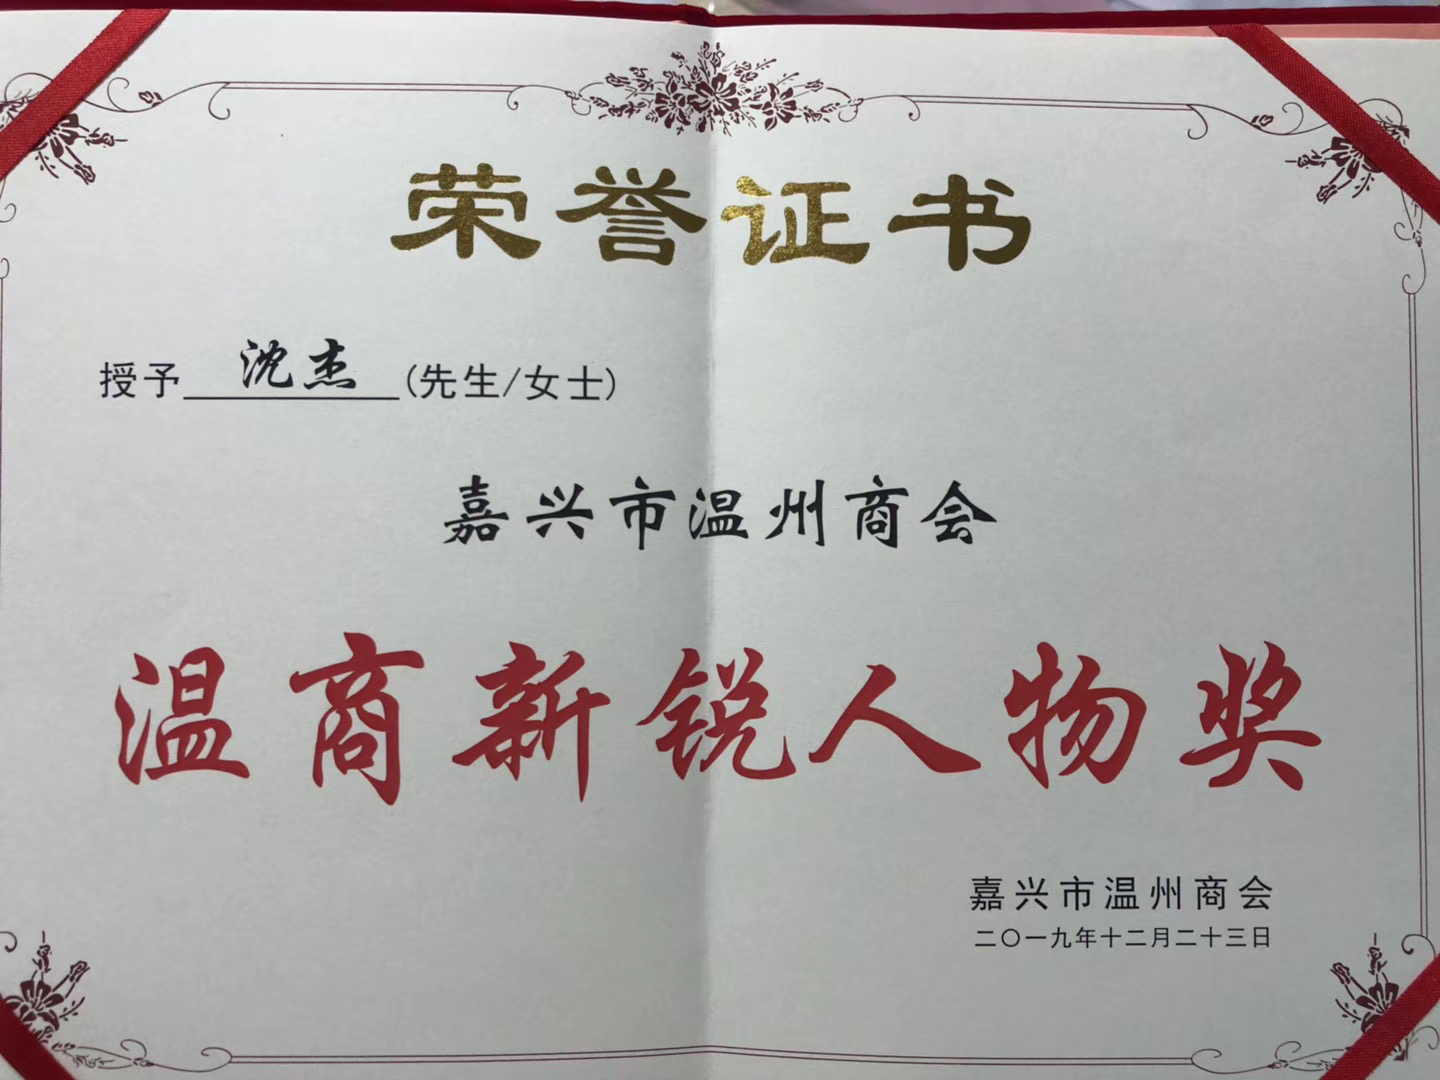 荣誉证书
授予 沈杰 (先生/女士)
嘉兴市温州商会
温商新锐人物奖
嘉兴市温州商会
二〇一九年十二月二十三日